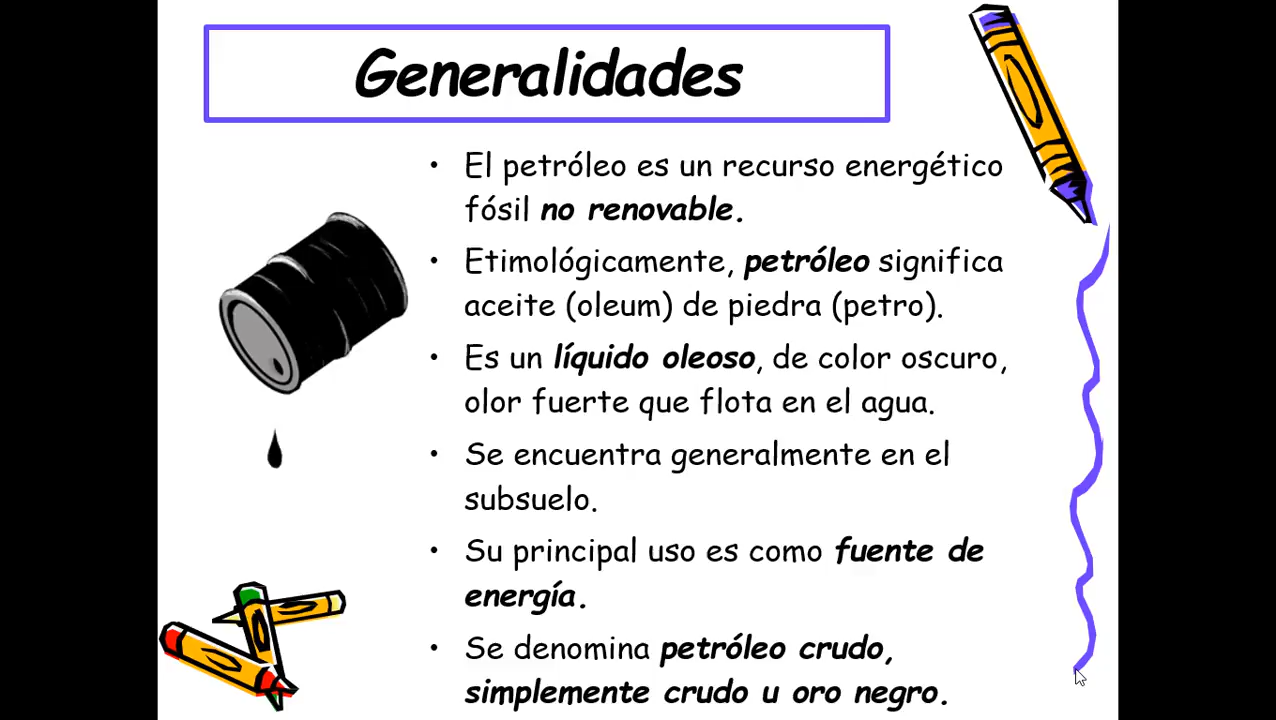 Generalidades
• El petróleo es un recurso energético
fósil no renovable.
• Etimológicamente, petróleo significa
aceite (oleum) de piedra (petro).
• Es un líquido oleoso, de color oscuro,
olor fuerte que flota en el agua.
• Se encuentra generalmente en el
subsuelo.
• Su principal uso es como fuente de
energía.
• Se denomina petróleo crudo,
simplemente crudo u oro negro.